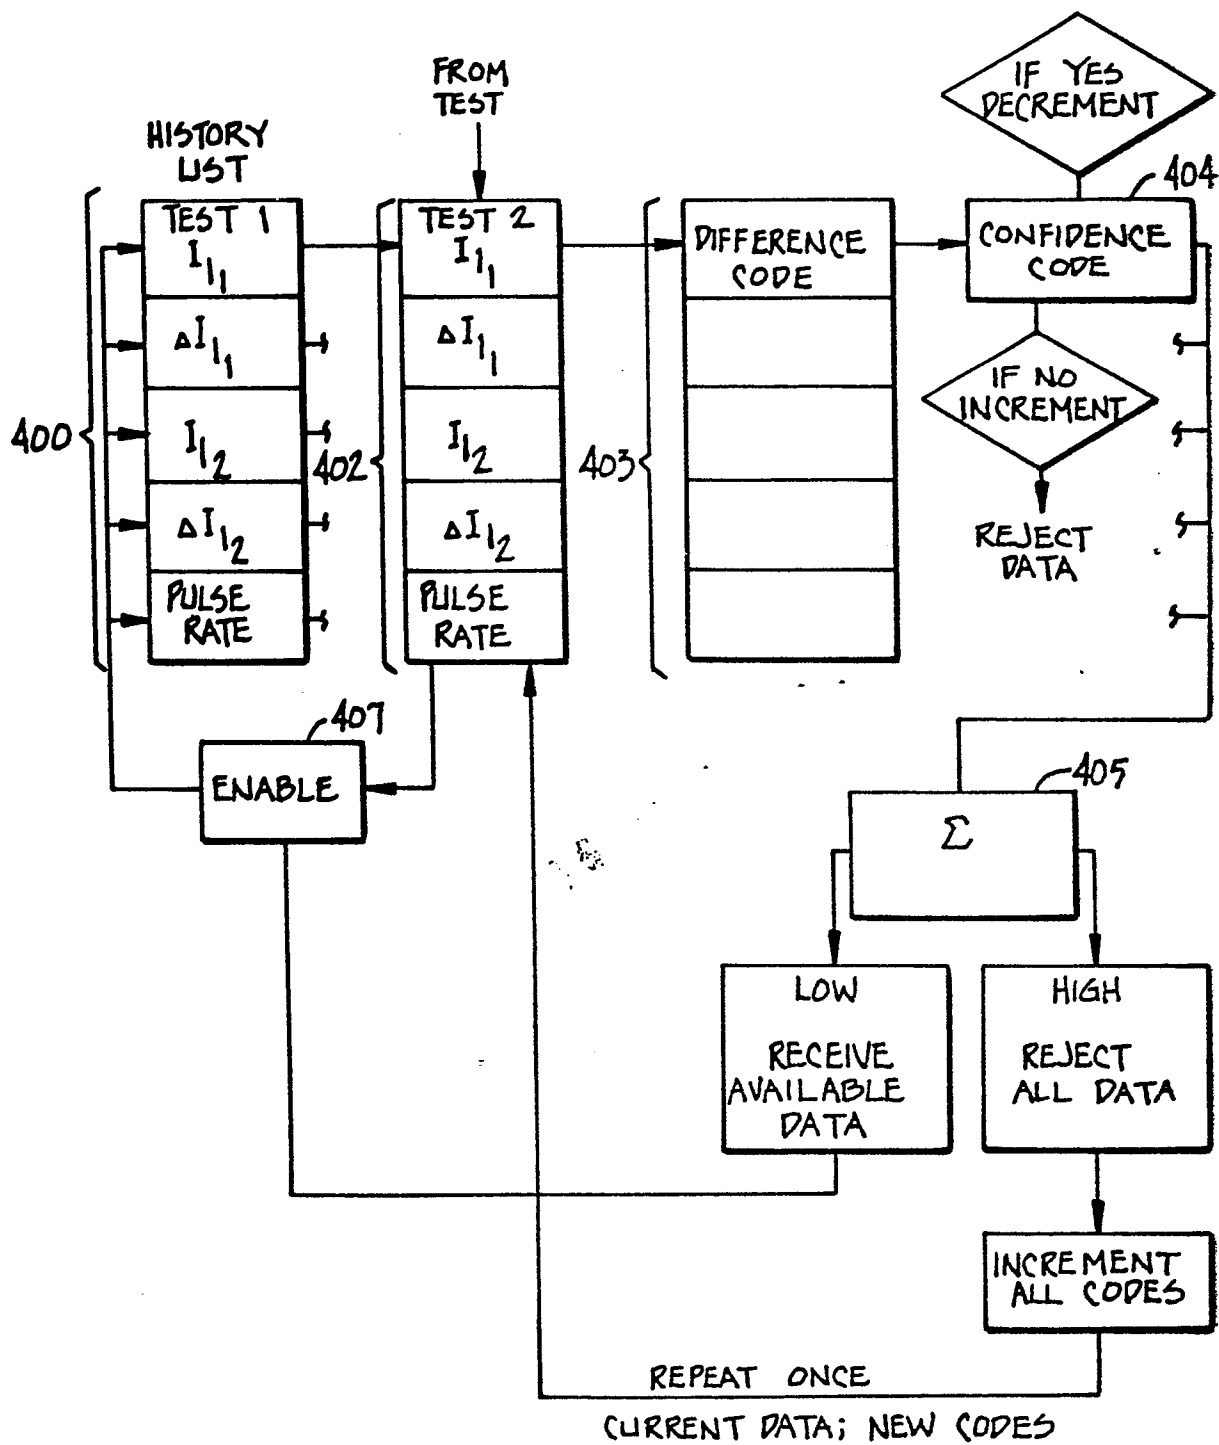 IF YES
DECREMENT
FROM
TEST
HISTORY
LIST
404
TEST 1
I₁₁
TEST 2
I₁₁
DIFFERENCE
CODE
CONFIDENCE
CODE
ΔI₁₁
ΔI₁₁
IF NO
INCREMENT
400
I₁₂
402
I₁₂
403
ΔI₁₂
ΔI₁₂
REJECT
DATA
PULSE
RATE
PULSE
RATE
407
ENABLE
405
Σ
LOW
RECEIVE
AVAILABLE
DATA
HIGH
REJECT
ALL DATA
INCREMENT
ALL CODES
REPEAT ONCE
CURRENT DATA; NEW CODES